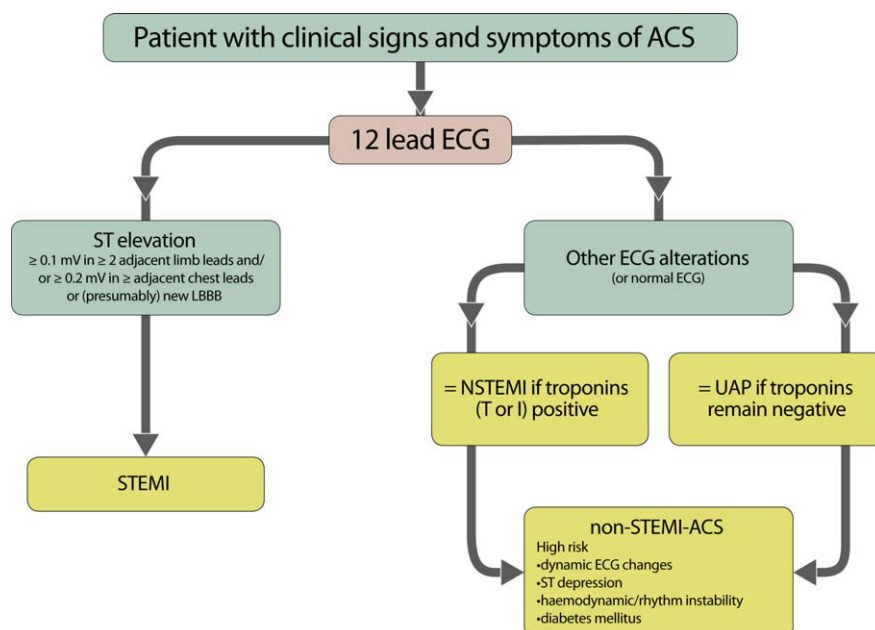 Patient with clinical signs and symptoms of ACS
12 lead ECG
ST elevation
≥ 0.1 mV in ≥ 2 adjacent limb leads and/
or ≥ 0.2 mV in ≥ adjacent chest leads
or (presumably) new LBBB
Other ECG alterations
(or normal ECG)
= NSTEMI if troponins
(T or I) positive
= UAP if troponins
remain negative
STEMI
non-STEMI-ACS
High risk
•dynamic ECG changes
•ST depression
•haemodynamic/rhythm instability
•diabetes mellitus